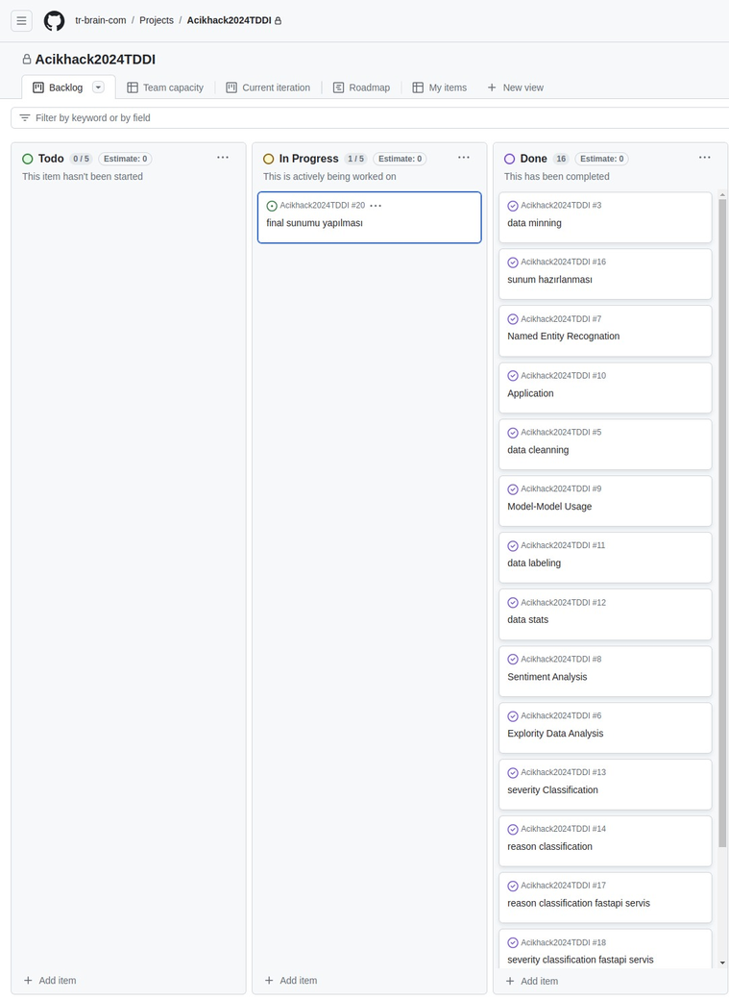 tr-brain-com / Projects / Acikhack2024TDDI
Acikhack2024TDDI
Backlog Team capacity Current iteration Roadmap My items New view
Filter by keyword or by field
Todo 0 / 5 Estimate: 0
This item hasn't been started
Add item
In Progress 1 / 5 Estimate: 0
This is actively being worked on
Acikhack2024TDDI #20
final sunumu yapılması
Add item
Done 16 Estimate: 0
This has been completed
Acikhack2024TDDI #3
data minning
Acikhack2024TDDI #16
sunum hazırlanması
Acikhack2024TDDI #7
Named Entity Recognation
Acikhack2024TDDI #10
Application
Acikhack2024TDDI #5
data cleanning
Acikhack2024TDDI #9
Model-Model Usage
Acikhack2024TDDI #11
data labeling
Acikhack2024TDDI #12
data stats
Acikhack2024TDDI #8
Sentiment Analysis
Acikhack2024TDDI #6
Explority Data Analysis
Acikhack2024TDDI #13
severity Classification
Acikhack2024TDDI #14
reason classification
Acikhack2024TDDI #17
reason classification fastapi servis
Acikhack2024TDDI #18
severity classification fastapi servis
Add item